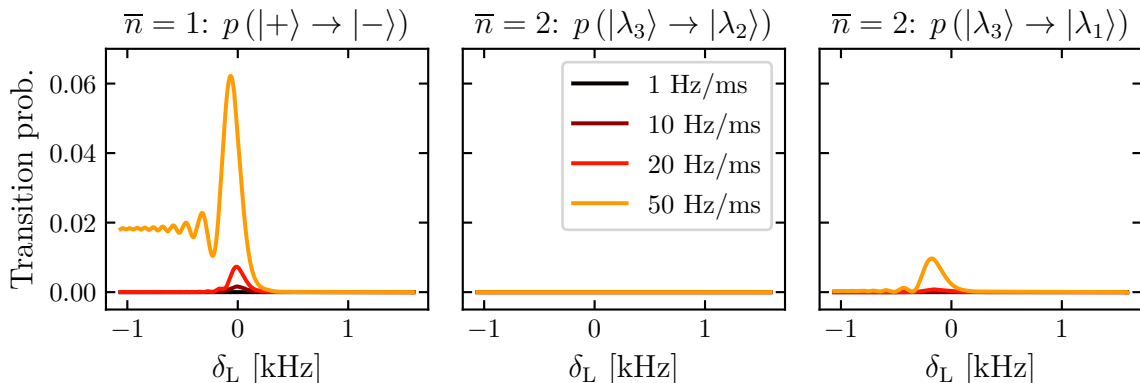 n̅ = 1: p (|+⟩ → |−⟩)
n̅ = 2: p (|λ₃⟩ → |λ₂⟩)
n̅ = 2: p (|λ₃⟩ → |λ₁⟩)
Transition prob.
0.06
0.04
0.02
0.00
1 Hz/ms
10 Hz/ms
20 Hz/ms
50 Hz/ms
−1 0 1
−1 0 1
−1 0 1
δL [kHz]
δL [kHz]
δL [kHz]